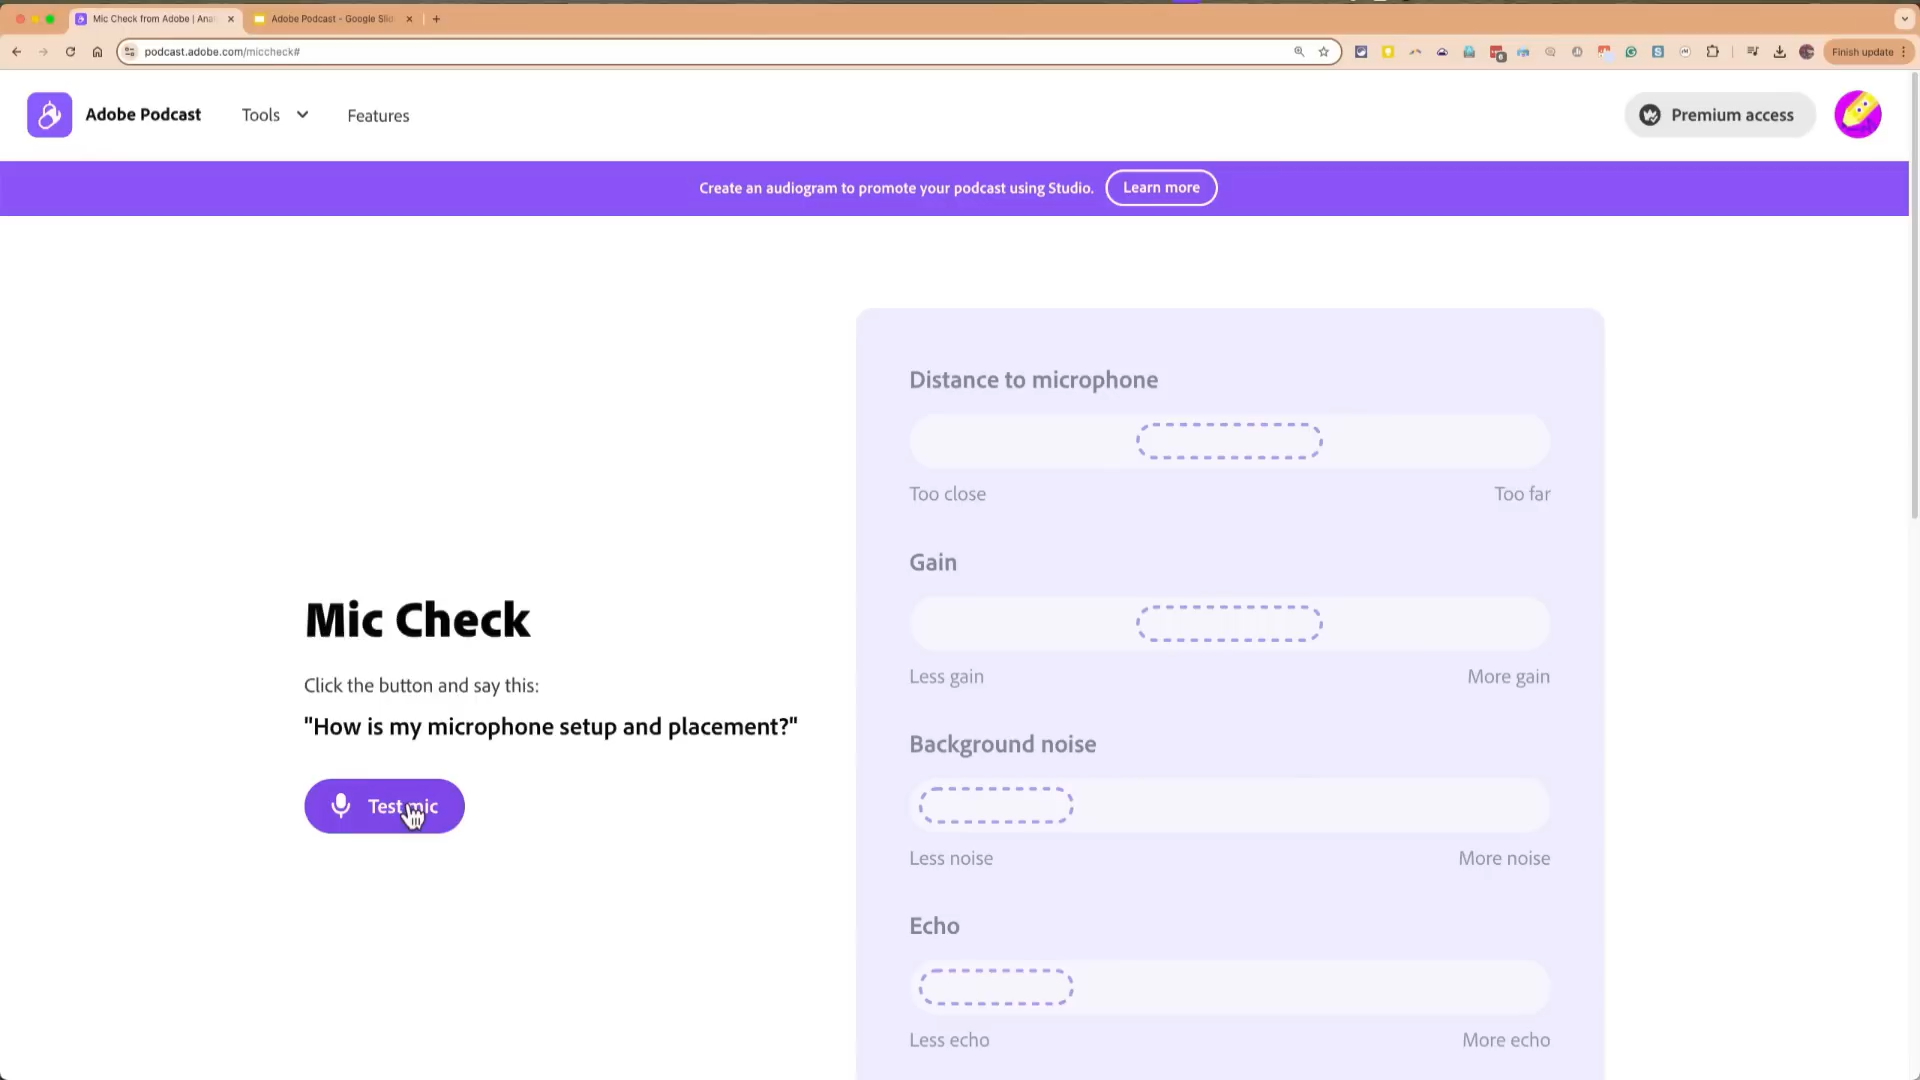 Mic Check from Adobe | Ana
Adobe Podcast - Google Slid
podcast.adobe.com/miccheck#
Finish update
Adobe Podcast
Tools
Features
Premium access
Create an audiogram to promote your podcast using Studio.
Learn more
Distance to microphone
Too close
Too far
Gain
Less gain
More gain
Mic Check
Click the button and say this:
"How is my microphone setup and placement?"
Test mic
Background noise
Less noise
More noise
Echo
Less echo
More echo